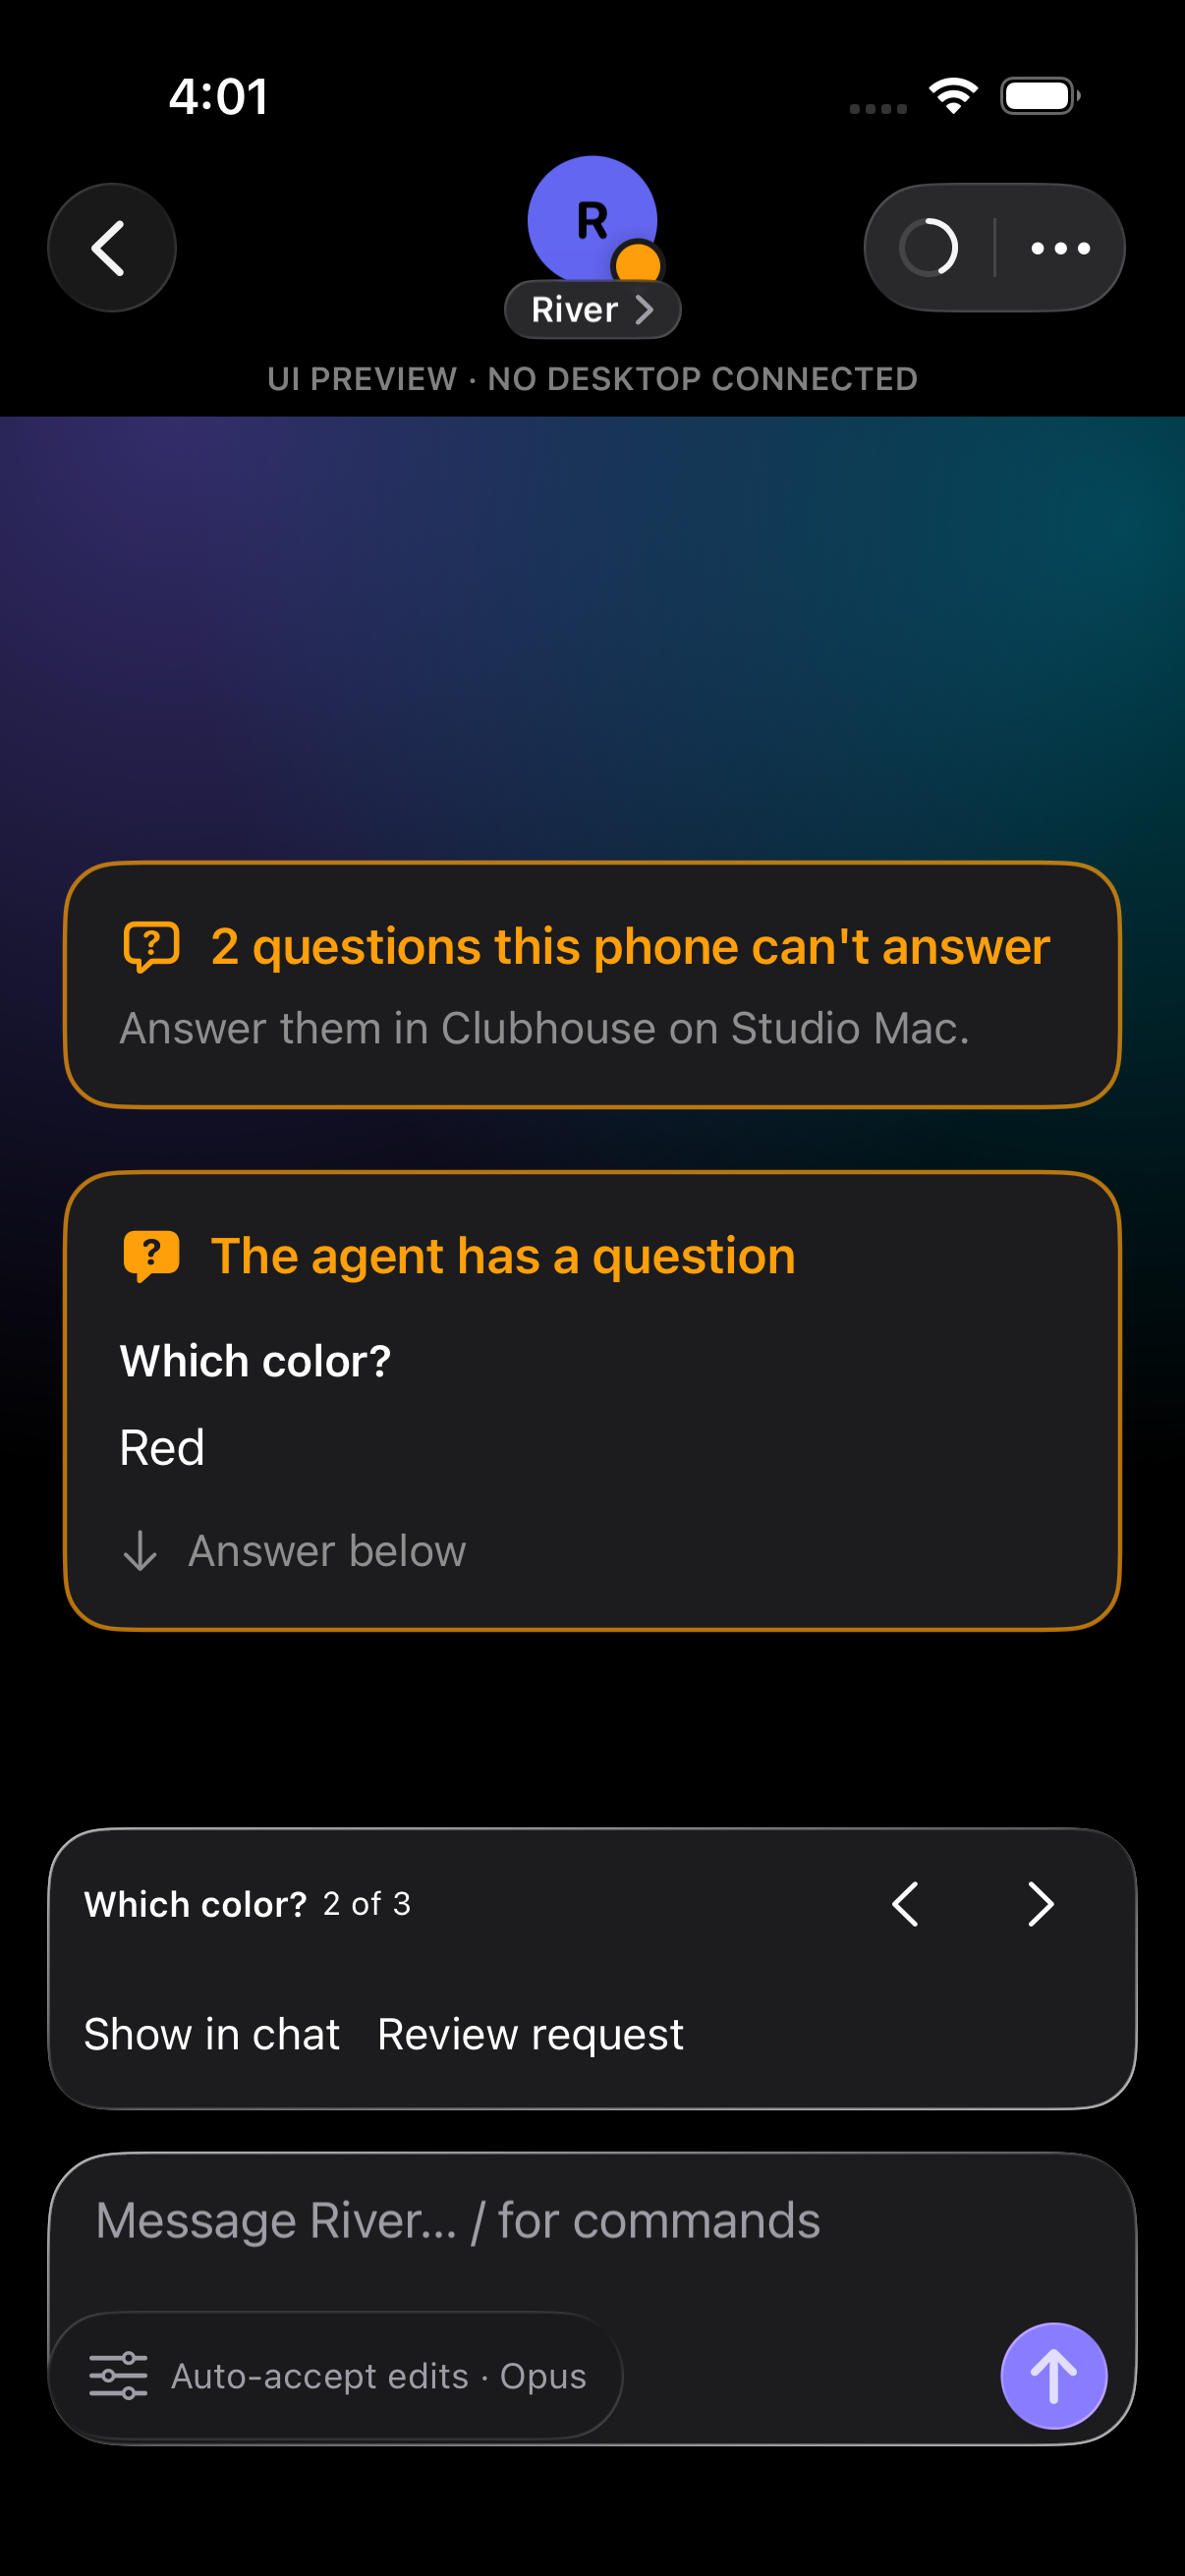 4:01
R
River
UI PREVIEW · NO DESKTOP CONNECTED
2 questions this phone can't answer
Answer them in Clubhouse on Studio Mac.
The agent has a question
Which color?
Red
Answer below
Which color? 2 of 3
Show in chat Review request
Message River... / for commands
Auto-accept edits · Opus